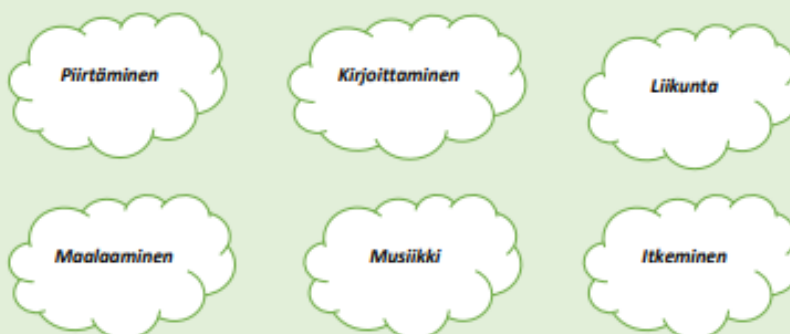 Piirtäminen
Kirjoittaminen
Liikunta
Maalaaminen
Musiikki
Itkeminen